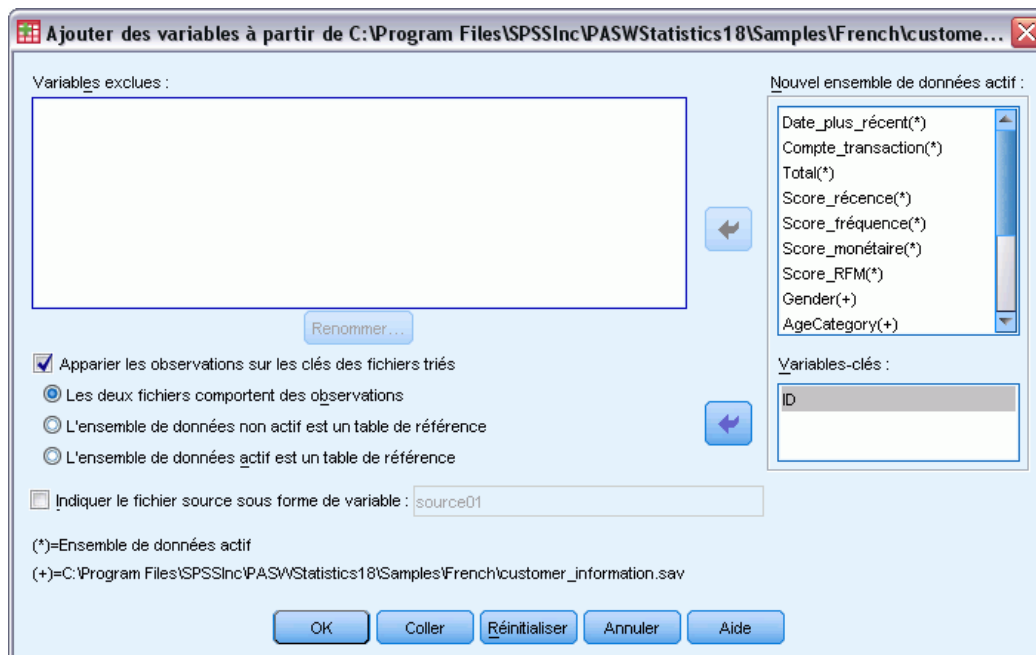 Ajouter des variables à partir de C:\Program Files\SPSSInc\PASWStatistics18\Samples\French\custome...
Variables exclues :
Nouvel ensemble de données actif :
Date_plus_récent(*)
Compte_transaction(*)
Total(*)
Score_récence(*)
Score_fréquence(*)
Score_monétaire(*)
Score_RFM(*)
Gender(+)
AgeCategory(+)
Renommer...
Apparier les observations sur les clés des fichiers triés
Les deux fichiers comportent des observations
L'ensemble de données non actif est un table de référence
L'ensemble de données actif est un table de référence
Variables-clés :
ID
Indiquer le fichier source sous forme de variable :
source01
(*)=Ensemble de données actif
(+)=C:\Program Files\SPSSInc\PASWStatistics18\Samples\French\customer_information.sav
OK
Coller
Réinitialiser
Annuler
Aide